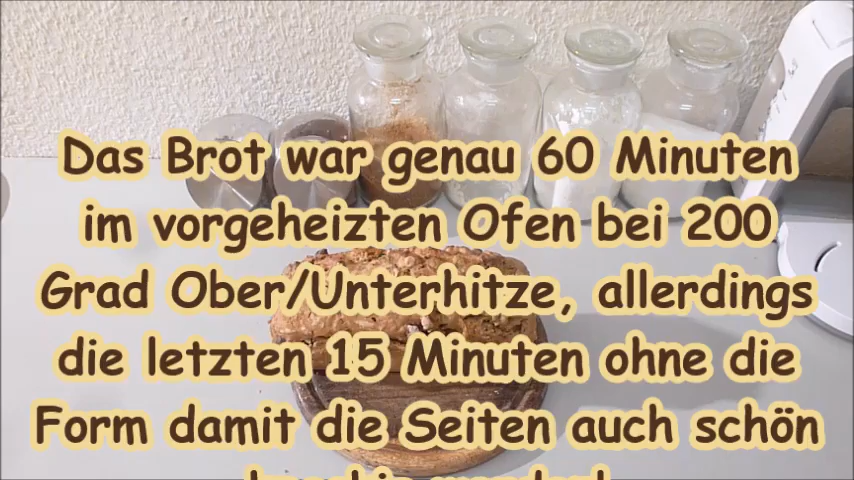 Das Brot war genau 60 Minuten
im vorgeheizten Ofen bei 200
Grad Ober/Unterhitze, allerdings
die letzten 15 Minuten ohne die
Form damit die Seiten auch schön